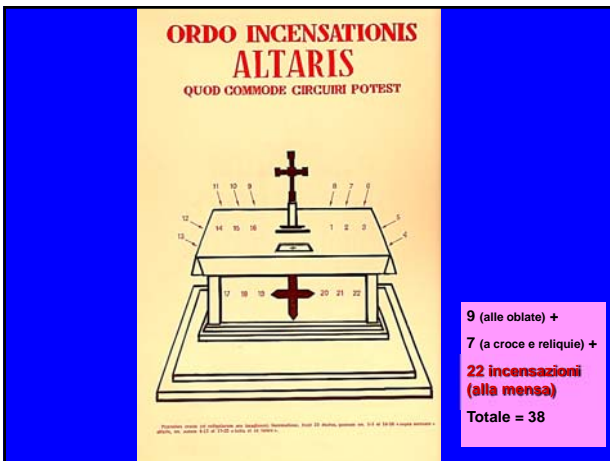 ORDO INCENSATIONIS
ALTARIS
QUOD COMMODE CIRCUIRI POTEST
11 10 9 8 7 6
12 14 15 16 1 2 3 5
13 4
17 18 19 20 21 22
9 (alle oblate) +
7 (a croce e reliquie) +
22 incensazioni
(alla mensa)
Totale = 38